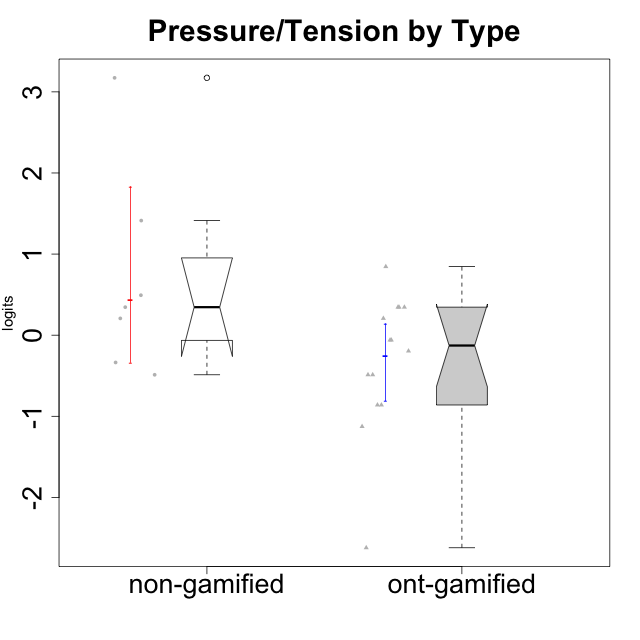 Pressure/Tension by Type
logits
3
2
1
0
-1
-2
non-gamified
ont-gamified